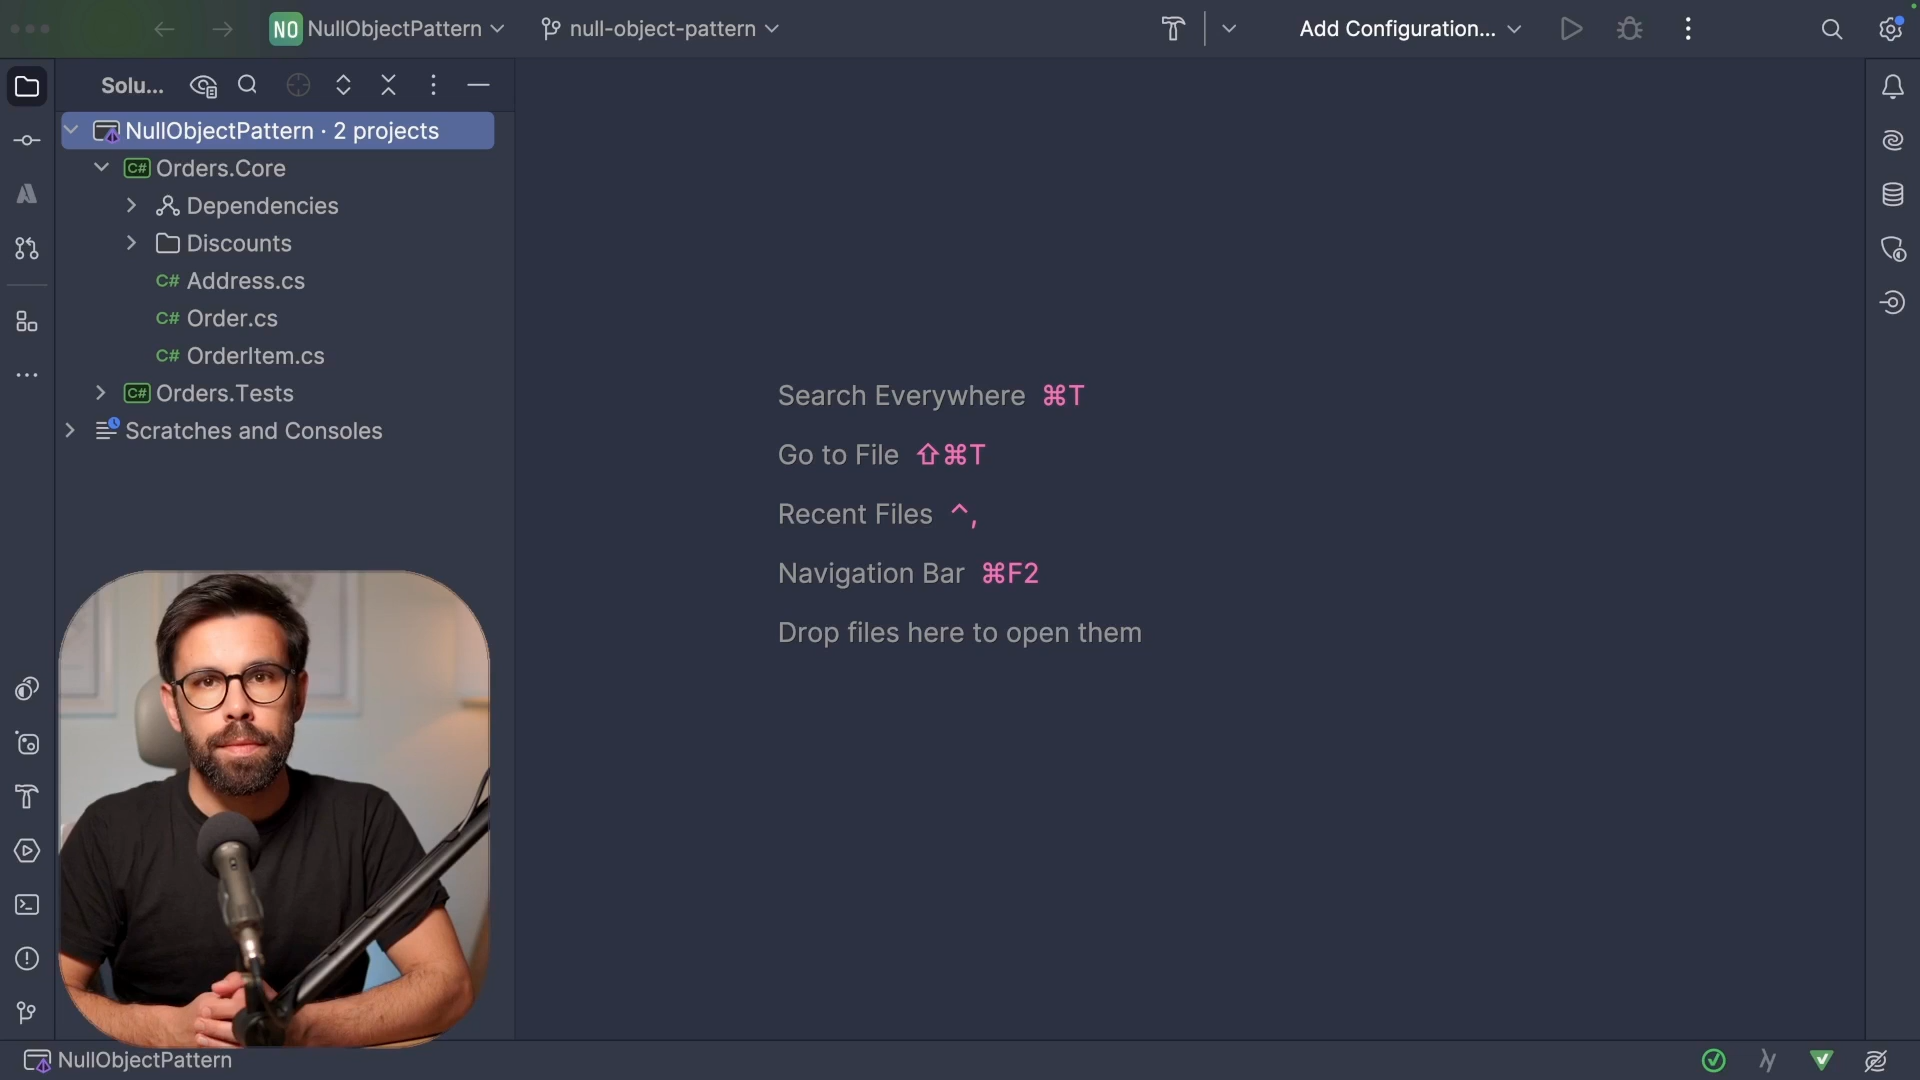 NO NullObjectPattern null-object-pattern Add Configuration...
Solu...
NullObjectPattern · 2 projects
C# Orders.Core
Dependencies
Discounts
C# Address.cs
C# Order.cs
C# OrderItem.cs
C# Orders.Tests
Scratches and Consoles
Search Everywhere ⌘T
Go to File ⇧⌘T
Recent Files ^,
Navigation Bar ⌘F2
Drop files here to open them
NullObjectPattern